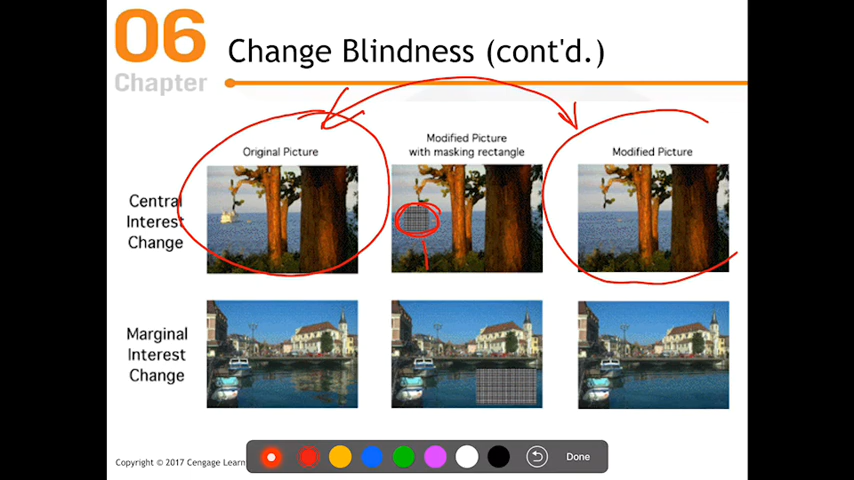 06
Chapter
Change Blindness (cont'd.)
Original Picture
Modified Picture
with masking rectangle
Modified Picture
Central
Interest
Change
Marginal
Interest
Change
Copyright © 2017 Cengage Learn
Done